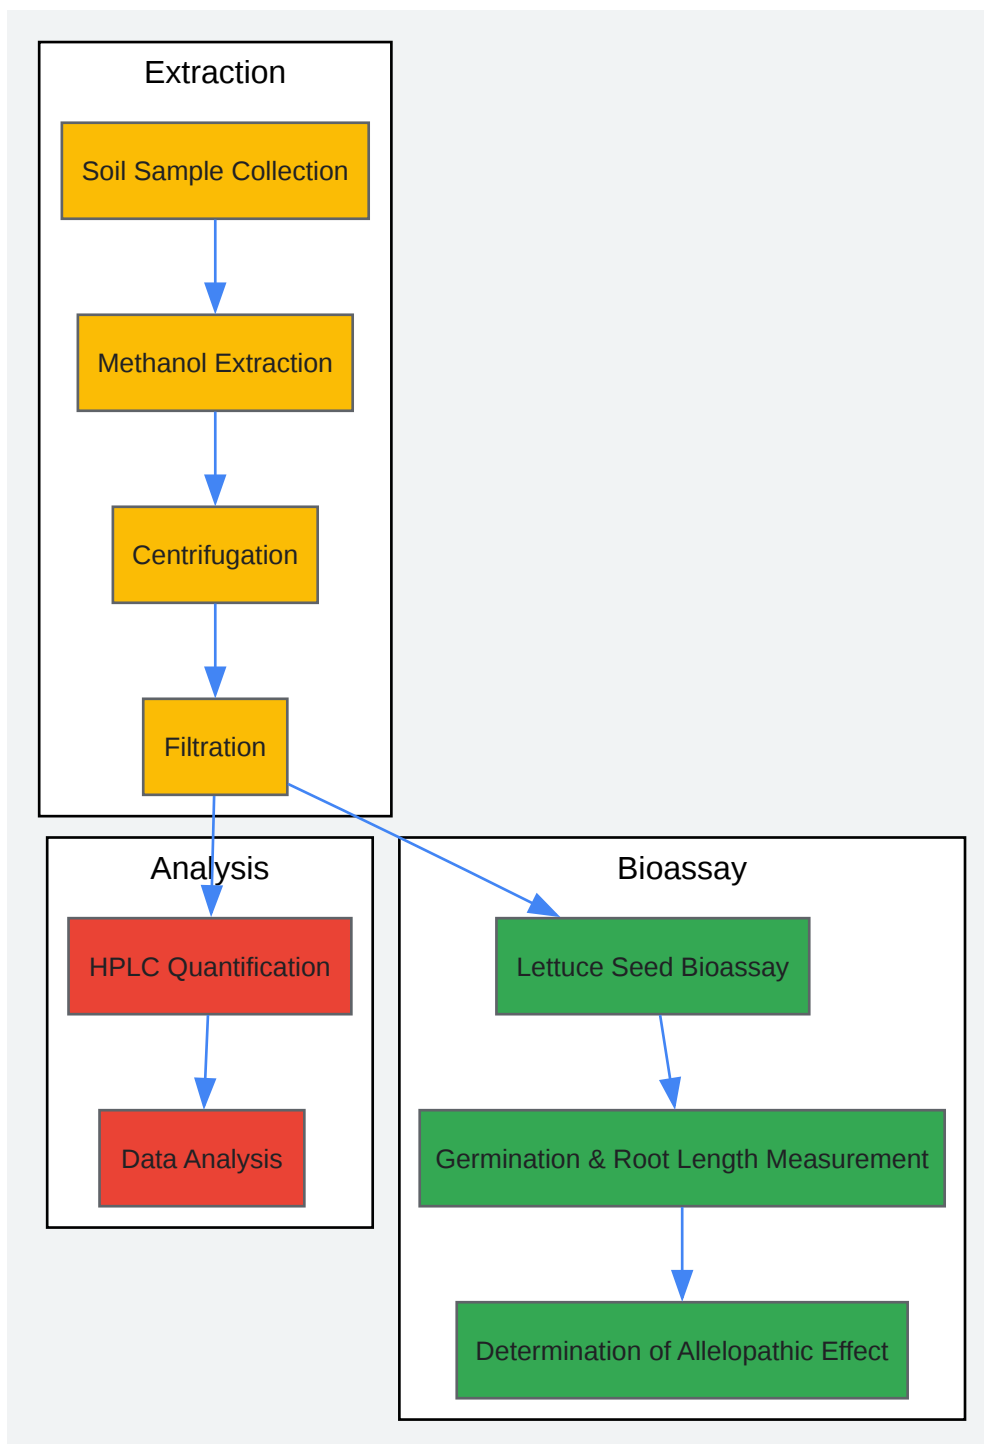 Extraction
Soil Sample Collection
Methanol Extraction
Centrifugation
Filtration
Analysis
HPLC Quantification
Data Analysis
Bioassay
Lettuce Seed Bioassay
Germination & Root Length Measurement
Determination of Allelopathic Effect